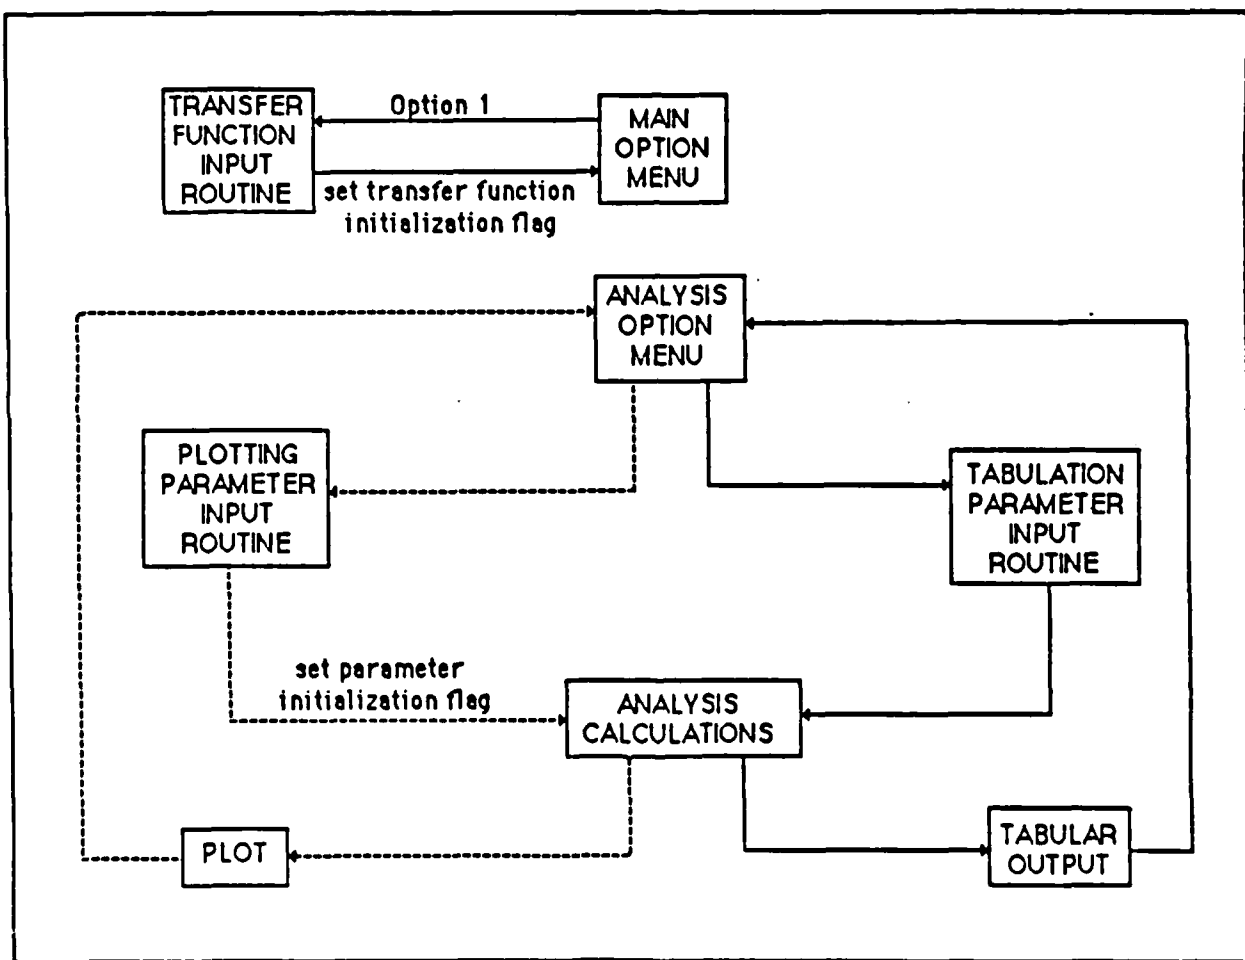 TRANSFER
FUNCTION
INPUT
ROUTINE
Option 1
MAIN
OPTION
MENU
set transfer function
initialization flag
ANALYSIS
OPTION
MENU
PLOTTING
PARAMETER
INPUT
ROUTINE
TABULATION
PARAMETER
INPUT
ROUTINE
set parameter
initialization flag
ANALYSIS
CALCULATIONS
PLOT
TABULAR
OUTPUT